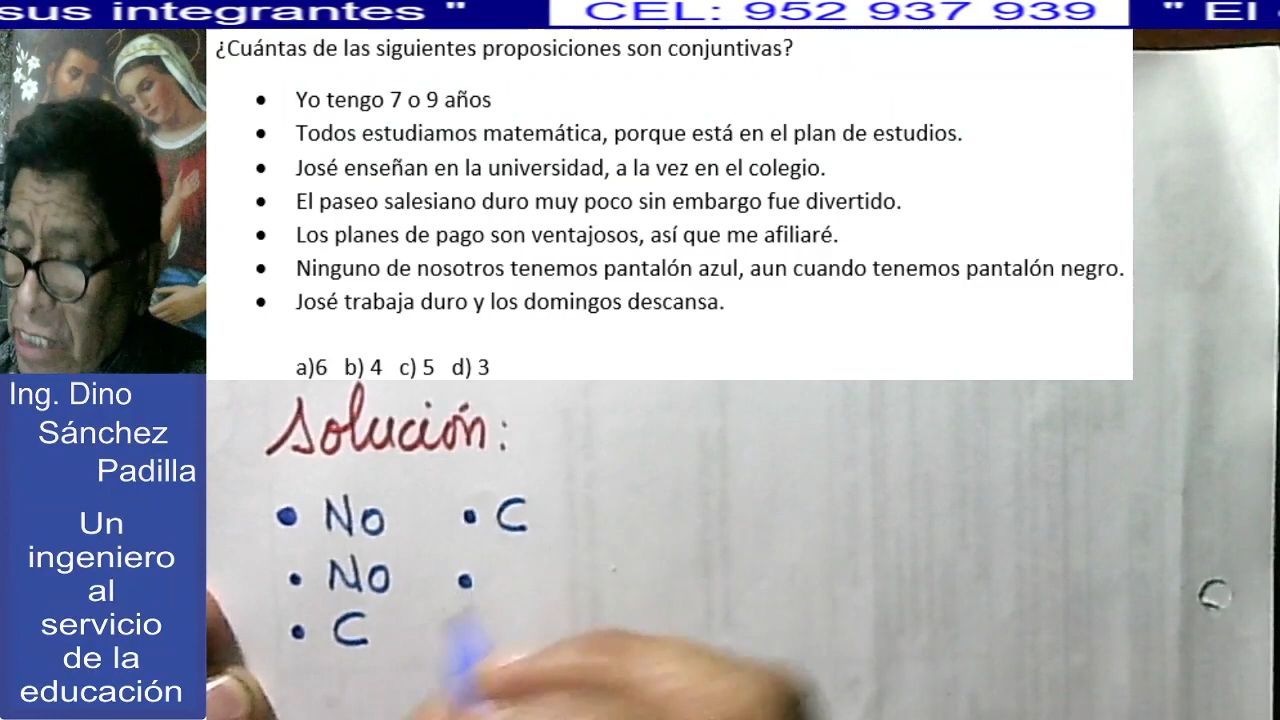 sus integrantes " CEL: 952 937 939 " El
¿Cuántas de las siguientes proposiciones son conjuntivas?
• Yo tengo 7 o 9 años
• Todos estudiamos matemática, porque está en el plan de estudios.
• José enseñan en la universidad, a la vez en el colegio.
• El paseo salesiano duro muy poco sin embargo fue divertido.
• Los planes de pago son ventajosos, así que me afiliaré.
• Ninguno de nosotros tenemos pantalón azul, aun cuando tenemos pantalón negro.
• José trabaja duro y los domingos descansa.
a)6 b) 4 c) 5 d) 3
Solución:
• No • C
• No •
• C
Ing. Dino
Sánchez
Padilla
Un
ingeniero
al
servicio
de la
educación